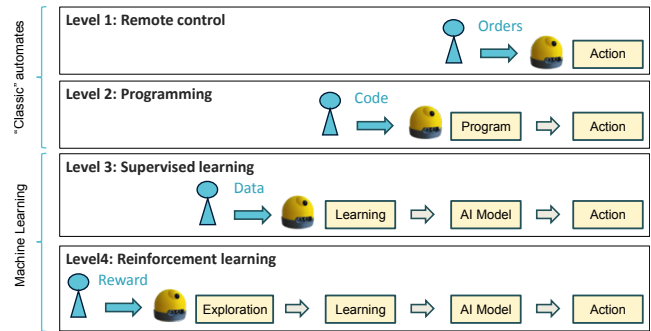 "Classic" automates
Level 1: Remote control
Orders
Action
Level 2: Programming
Code
Program
Action
Machine Learning
Level 3: Supervised learning
Data
Learning
AI Model
Action
Level4: Reinforcement learning
Reward
Exploration
Learning
AI Model
Action